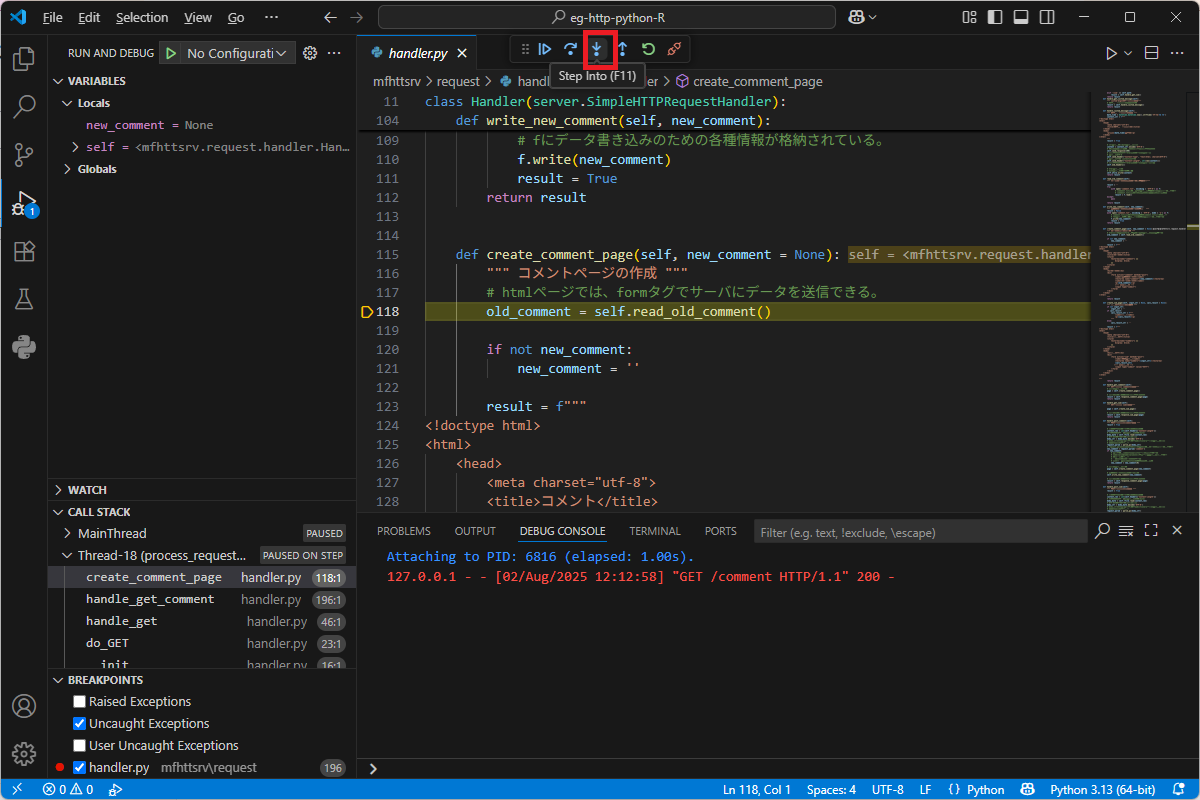 File Edit Selection View Go ··· eg-http-python-R
RUN AND DEBUG No Configurati
handler.py
Step Into (F11)
mfhttsrv > request > handl er > create_comment_page
VARIABLES
Locals
new_comment = None
self = <mfhttsrv.request.handler.Han…
Globals
11 class Handler(server.SimpleHTTPRequestHandler):
104 def write_new_comment(self, new_comment):
109 # fにデータ書き込みのための各種情報が格納されている。
110 f.write(new_comment)
111 result = True
112 return result
113
114
115 def create_comment_page(self, new_comment = None): self = <mfhttsrv.request.handler
116 """ コメントページの作成 """
117 # htmlページでは、formタグでサーバにデータを送信できる。
118 old_comment = self.read_old_comment()
119
120 if not new_comment:
121 new_comment = ''
122
123 result = f"""
124 <!doctype html>
125 <html>
126 <head>
127 <meta charset="utf-8">
128 <title>コメント</title>
WATCH
CALL STACK
MainThread PAUSED
Thread-18 (process_request... PAUSED ON STEP
create_comment_page handler.py 118:1
handle_get_comment handler.py 196:1
handle_get handler.py 46:1
do_GET handler.py 23:1
__init__ handler.py 16:1
BREAKPOINTS
Raised Exceptions
Uncaught Exceptions
User Uncaught Exceptions
handler.py mfhttsrv\request 196
PROBLEMS OUTPUT DEBUG CONSOLE TERMINAL PORTS Filter (e.g. text, !exclude, \escape)
Attaching to PID: 6816 (elapsed: 1.00s).
127.0.0.1 - - [02/Aug/2025 12:12:58] "GET /comment HTTP/1.1" 200 -
1
0 0 Ln 118, Col 1 Spaces: 4 UTF-8 LF {} Python Python 3.13 (64-bit)